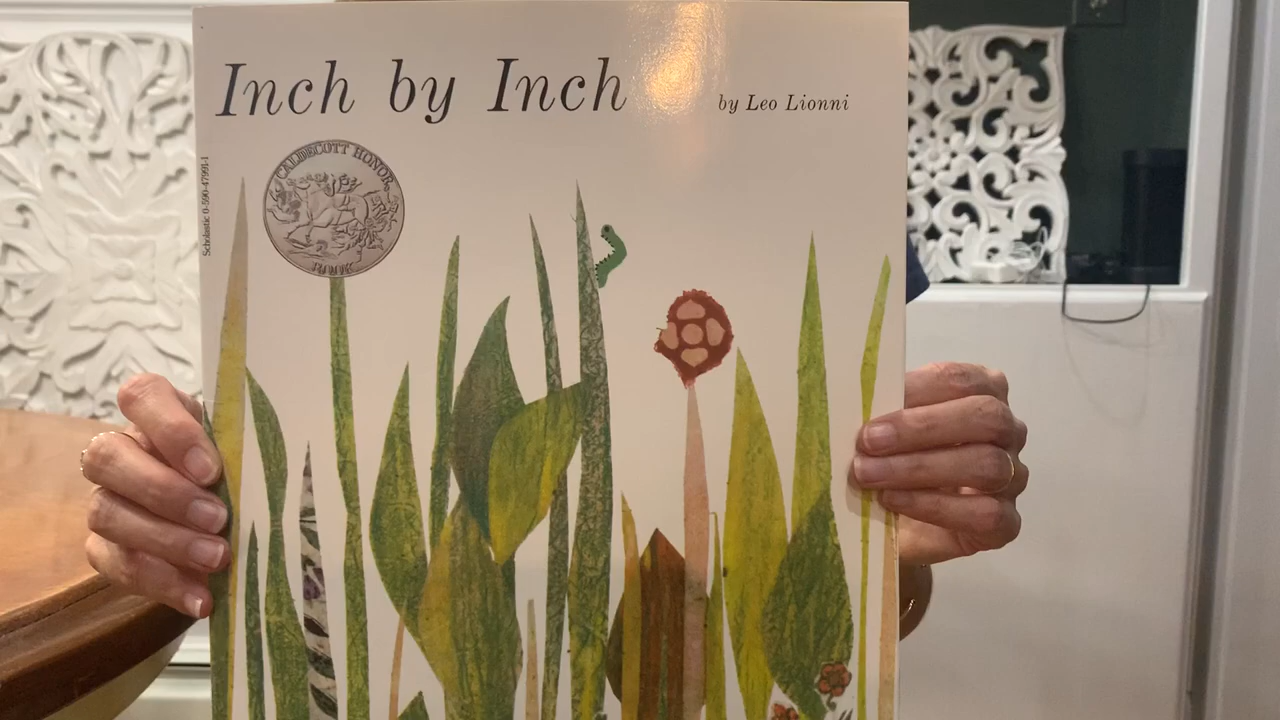 Inch by Inch
by Leo Lionni
CALDECOTT HONOR
BOOK
Scholastic 0-590-47991-1